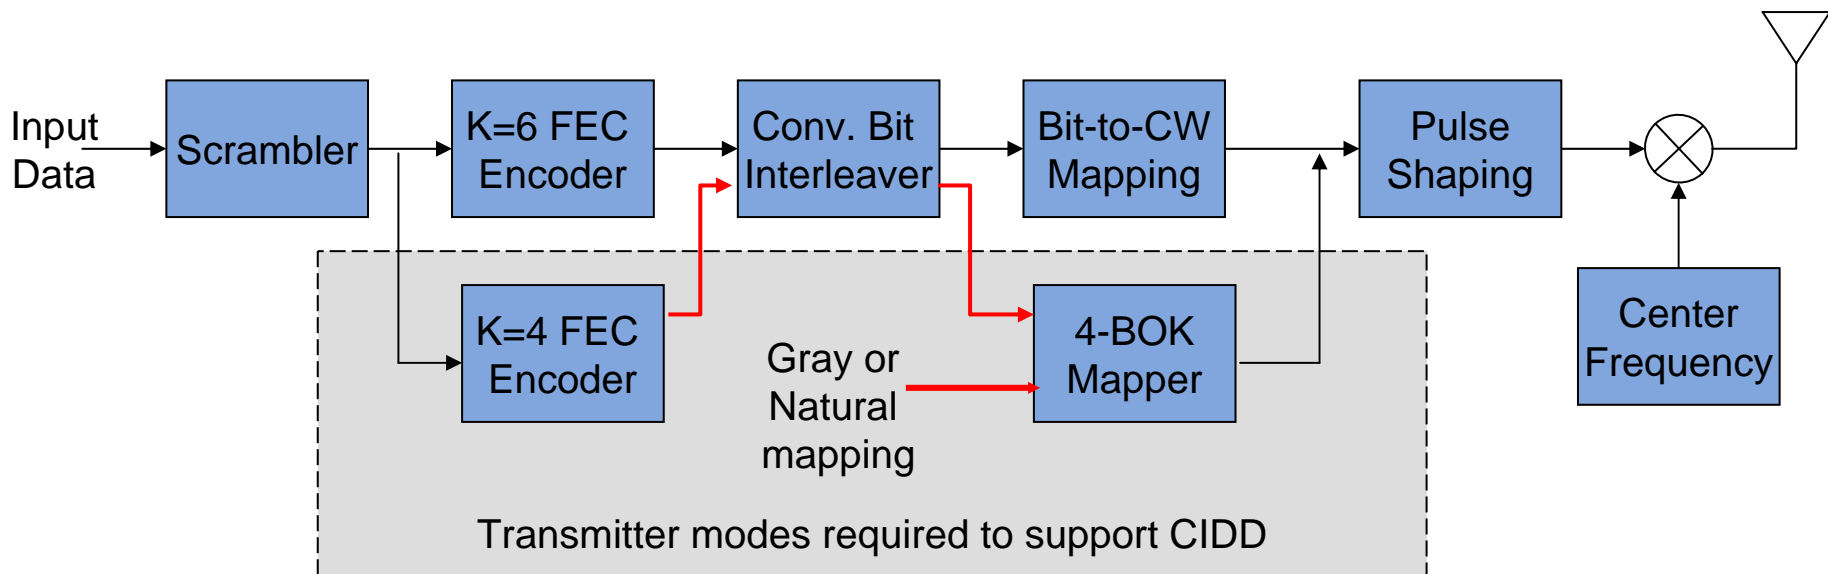 Input
Data
Scrambler
K=6 FEC
Encoder
Conv. Bit
Interleaver
Bit-to-CW
Mapping
Pulse
Shaping
K=4 FEC
Encoder
Gray or
Natural
mapping
4-BOK
Mapper
Center
Frequency
Transmitter modes required to support CIDD